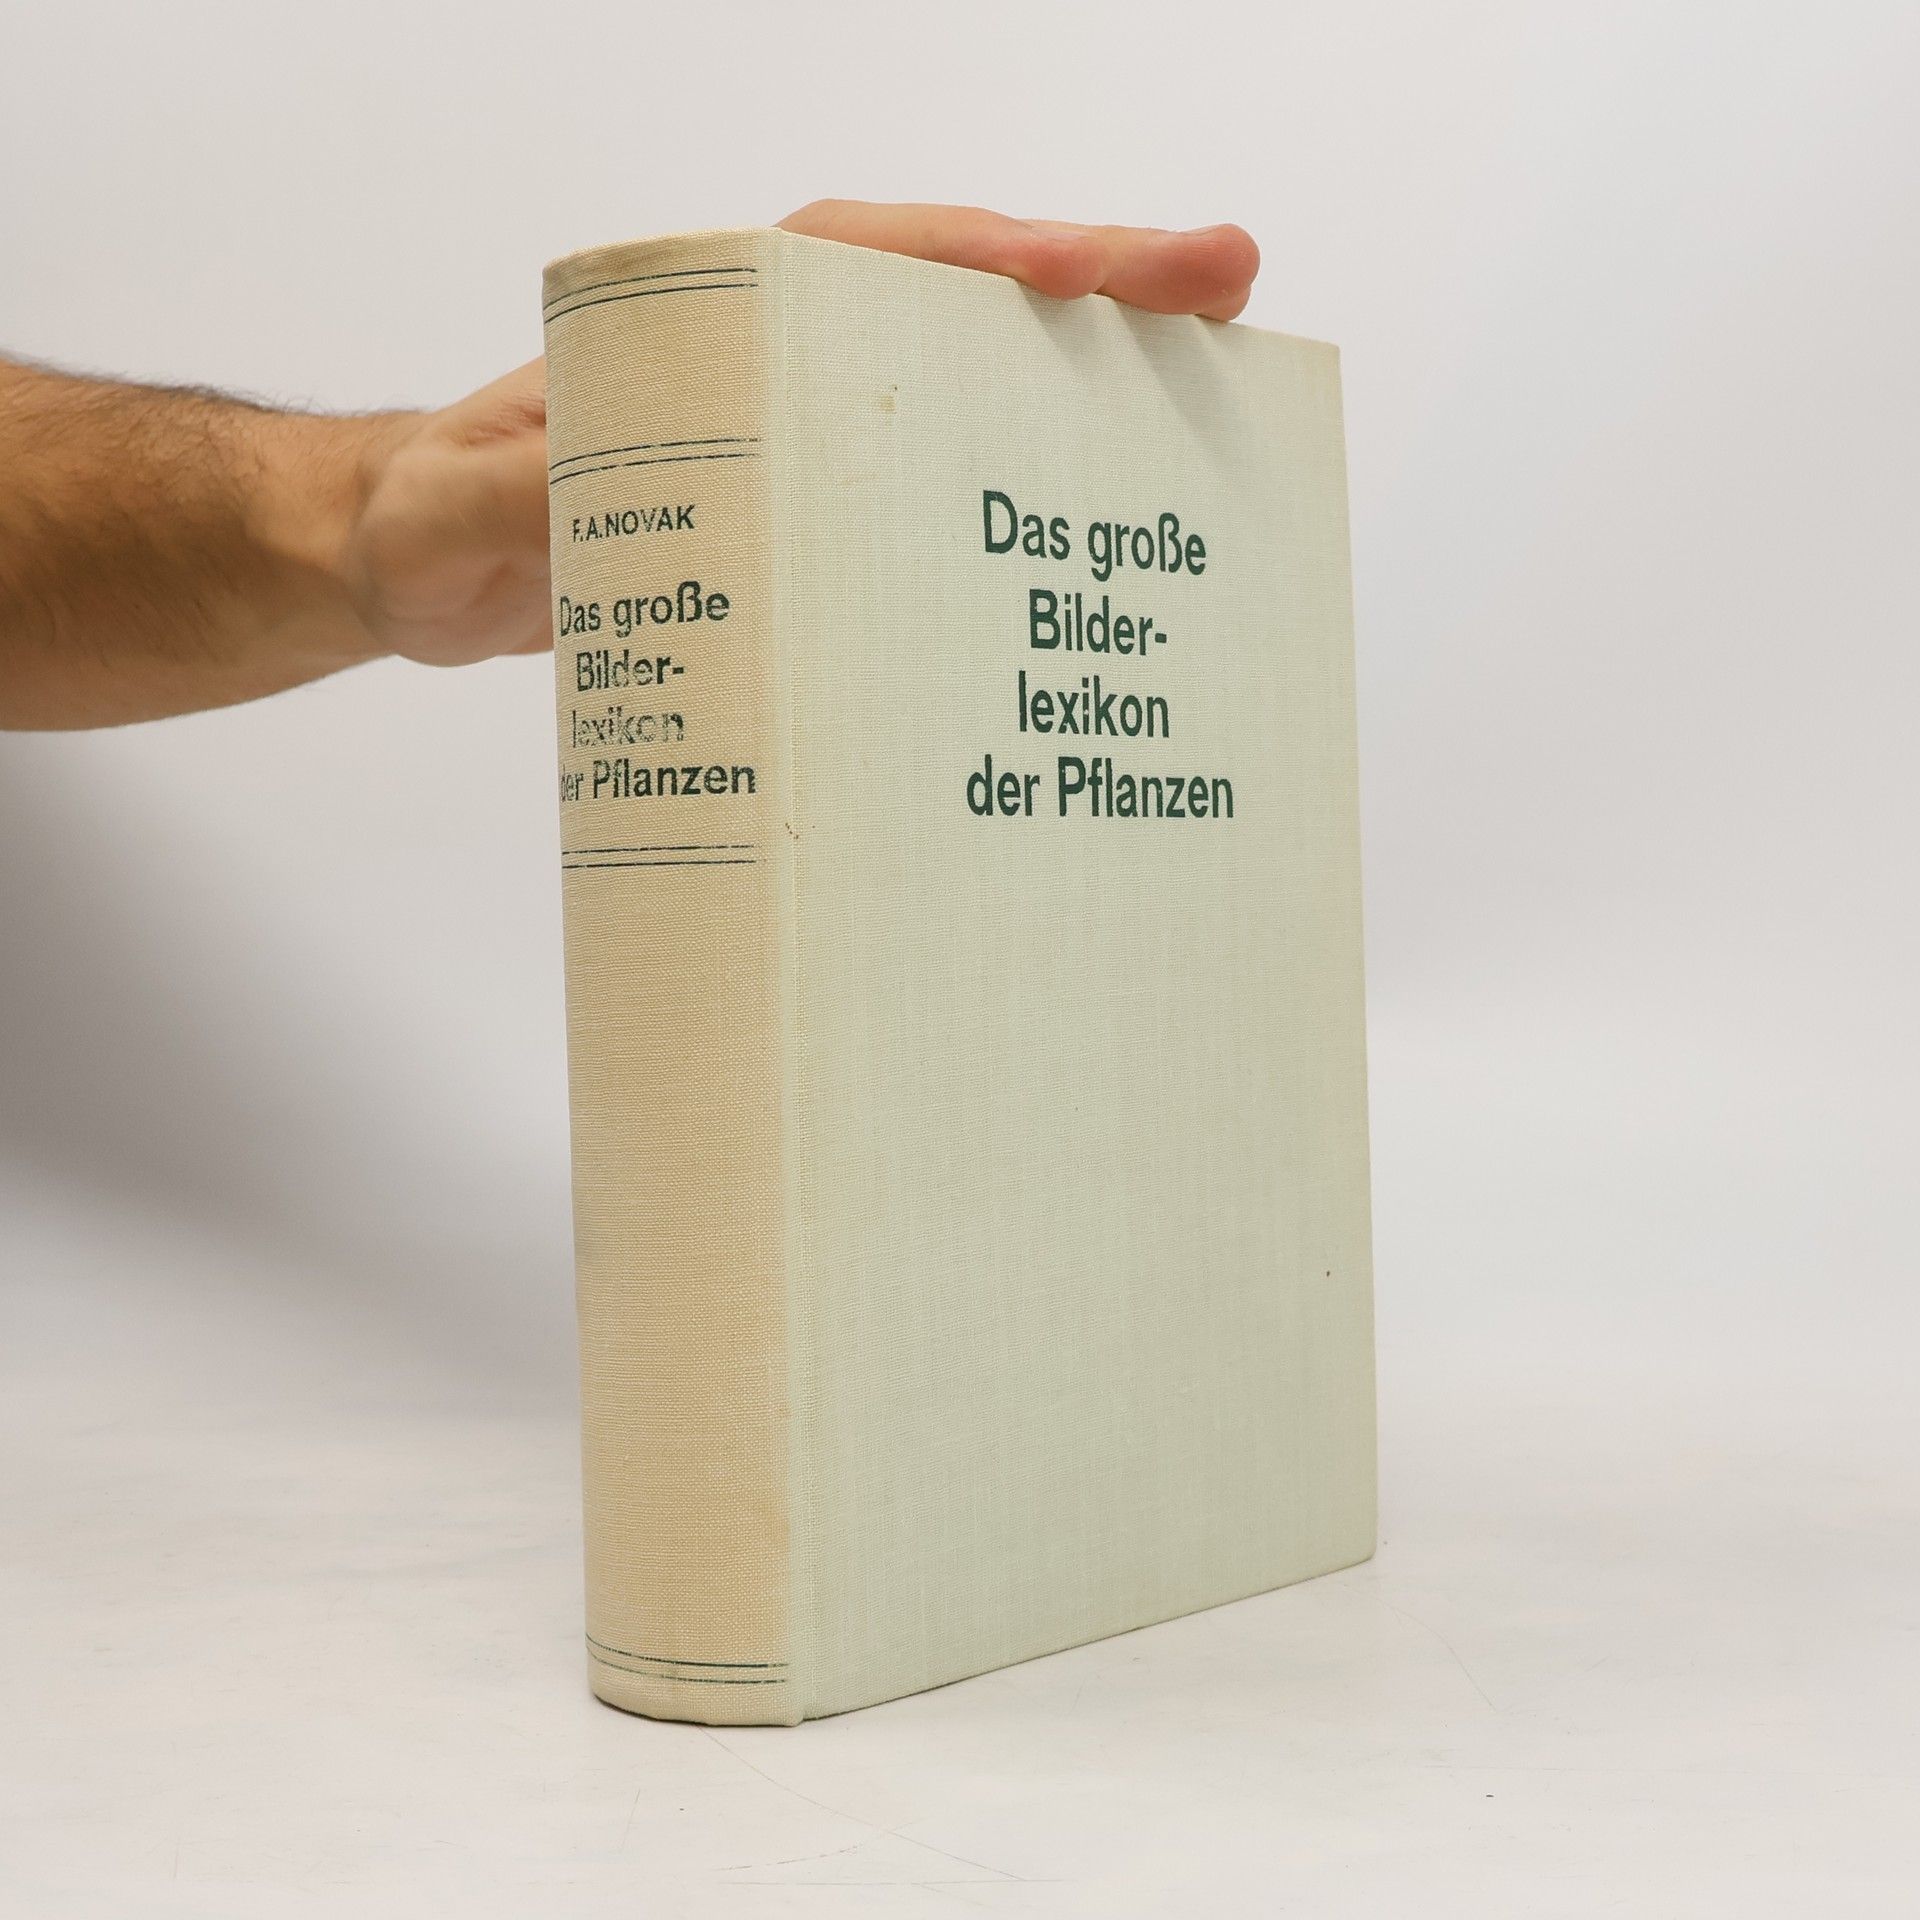 F.A.NOVAK
Das große
Bilder-
lexikon
der Pflanzen
Das große
Bilder-
lexikon
der Pflanzen